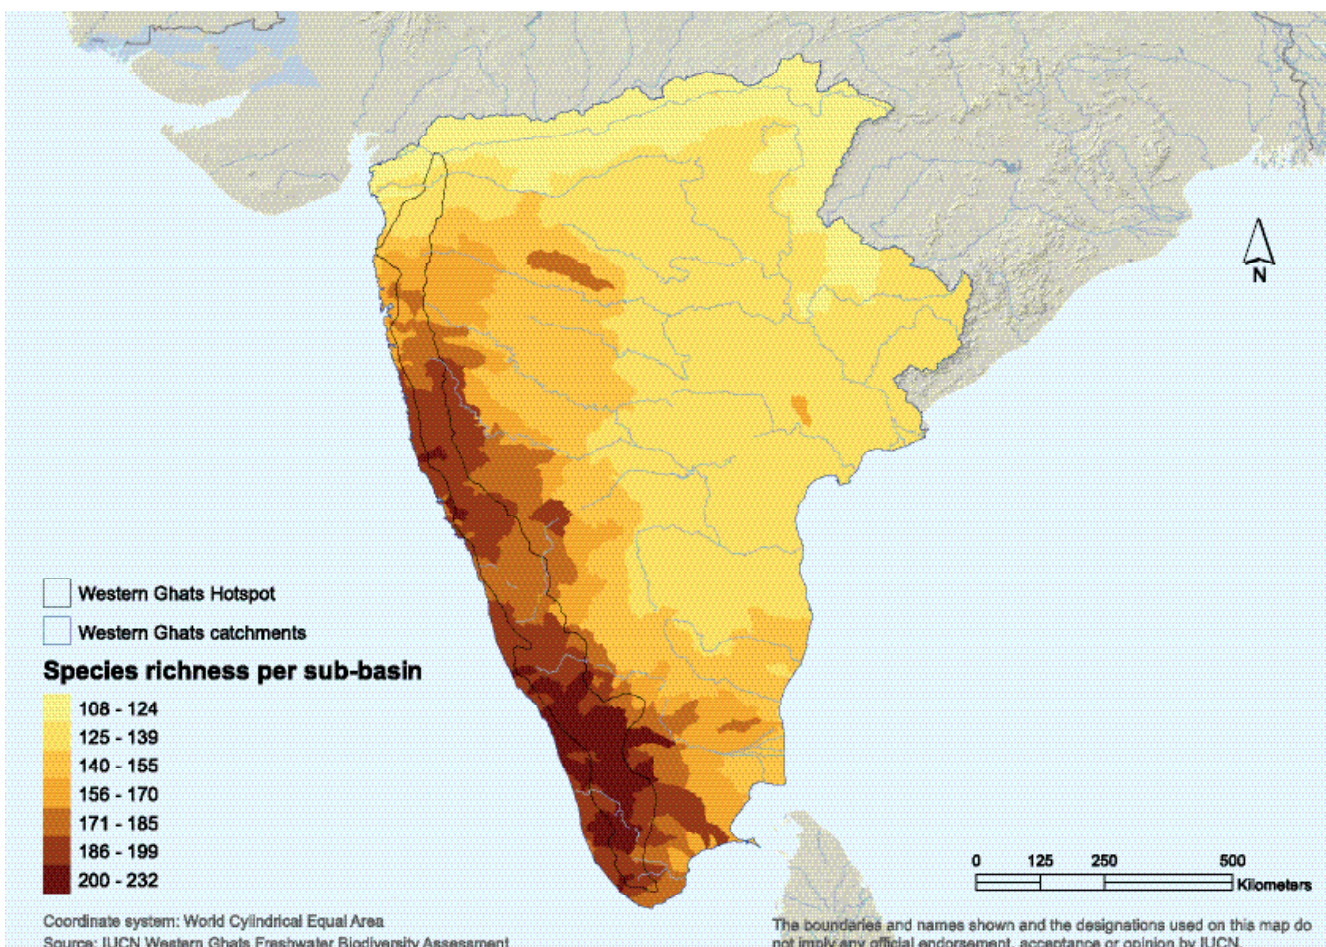 N
Western Ghats Hotspot
Western Ghats catchments
Species richness per sub-basin
108 - 124
125 - 139
140 - 155
156 - 170
171 - 185
186 - 199
200 - 232
0 125 250 500
Kilometers
Coordinate system: World Cylindrical Equal Area
Source: IUCN Western Ghats Freshwater Biodiversity Assessment
The boundaries and names shown and the designations used on this map do
not imply any official endorsement, acceptance or opinion by IUCN